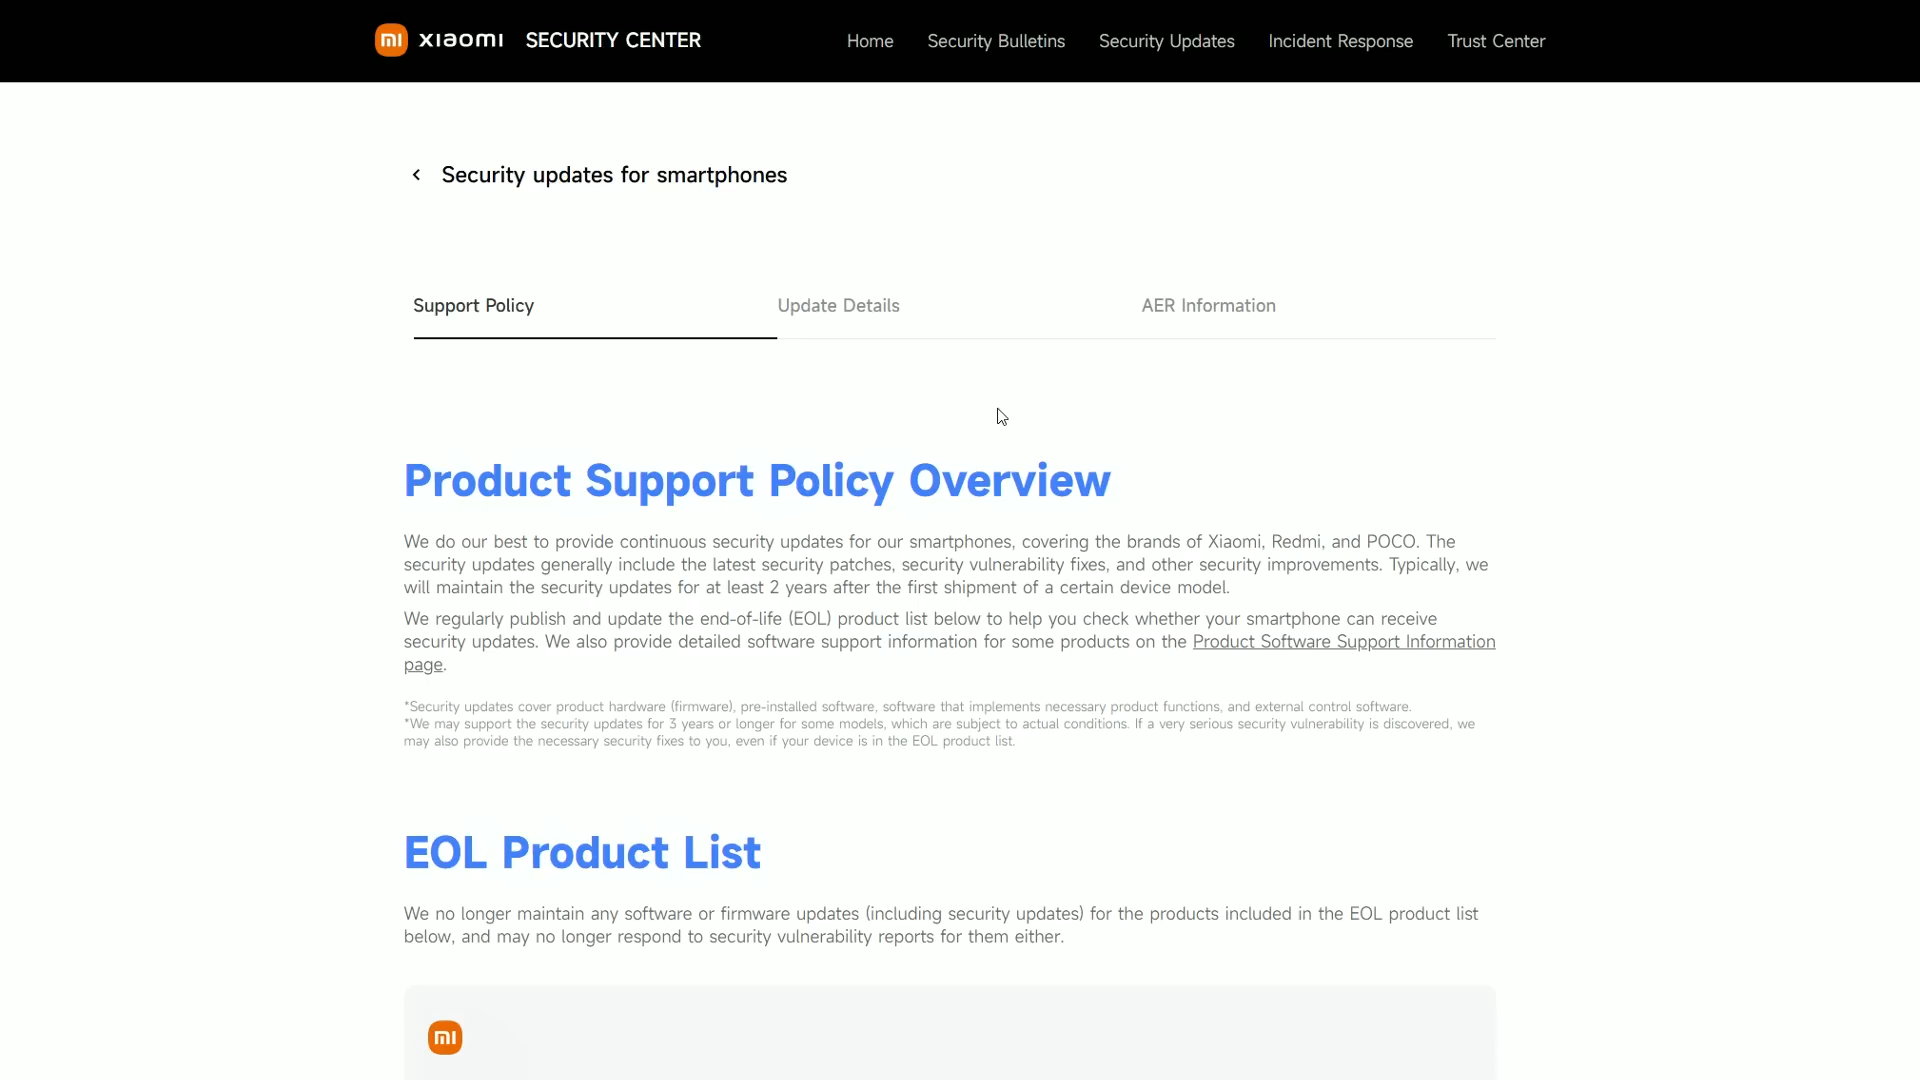 mi xiaomi SECURITY CENTER Home Security Bulletins Security Updates Incident Response Trust Center
Security updates for smartphones
Support Policy Update Details AER Information
Product Support Policy Overview
We do our best to provide continuous security updates for our smartphones, covering the brands of Xiaomi, Redmi, and POCO. The
security updates generally include the latest security patches, security vulnerability fixes, and other security improvements. Typically, we
will maintain the security updates for at least 2 years after the first shipment of a certain device model.
We regularly publish and update the end-of-life (EOL) product list below to help you check whether your smartphone can receive
security updates. We also provide detailed software support information for some products on the Product Software Support Information
page.
*Security updates cover product hardware (firmware), pre-installed software, software that implements necessary product functions, and external control software.
*We may support the security updates for 3 years or longer for some models, which are subject to actual conditions. If a very serious security vulnerability is discovered, we
may also provide the necessary security fixes to you, even if your device is in the EOL product list.
EOL Product List
We no longer maintain any software or firmware updates (including security updates) for the products included in the EOL product list
below, and may no longer respond to security vulnerability reports for them either.
mi